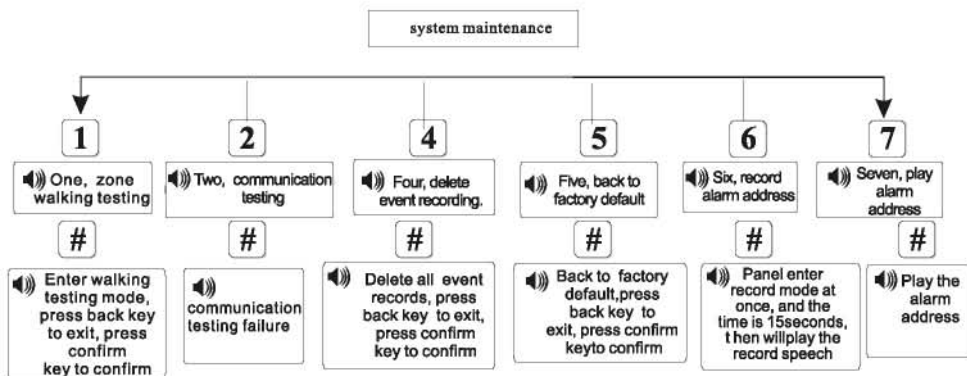 system maintenance
1
2
4
5
6
7
One, zone
walking testing
Two, communication
testing
Four, delete
event recording.
Five, back to
factory default
Six, record
alarm address
Seven, play
alarm
address
#
#
#
#
#
#
Enter walking
testing mode,
press back key
to exit, press
confirm
key to confirm
communication
testing failure
Delete all event
records, press
back key to exit,
press confirm
key to confirm
Back to factory
default,press
back key to
exit, press confirm
keyto confirm
Panel enter
record mode at
once, and the
time is 15seconds,
t hen willplay the
record speech
Play the
alarm
address